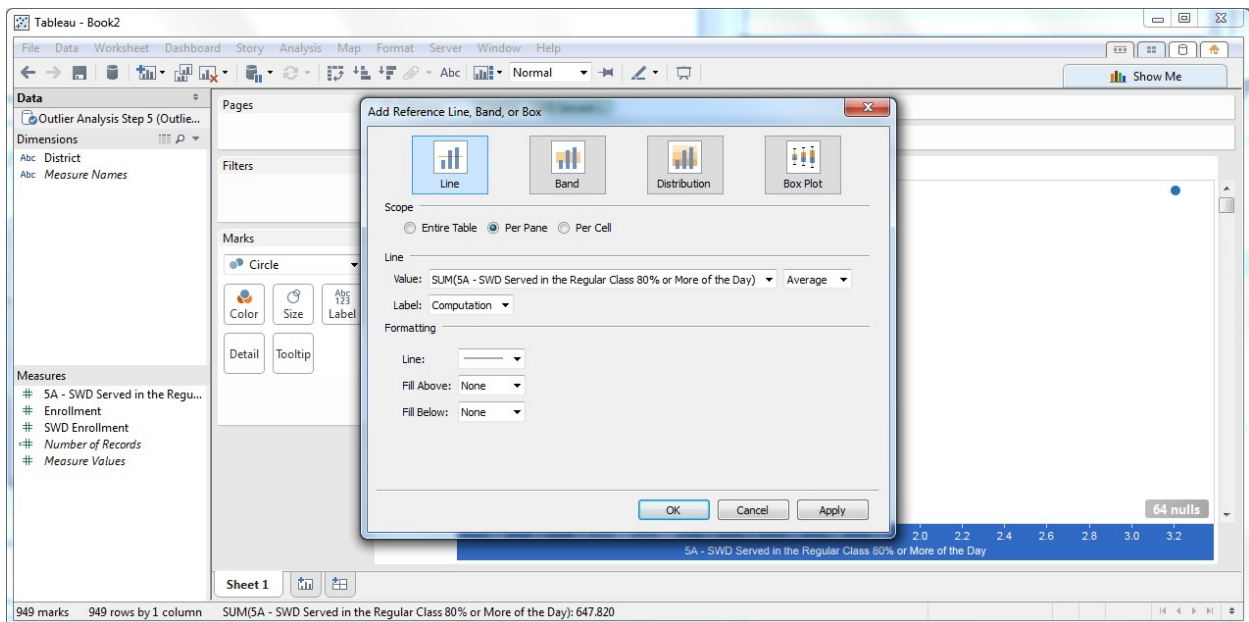 Tableau - Book2
File Data Worksheet Dashboard Story Analysis Map Format Server Window Help
Abc Normal
Show Me
Data
Outlier Analysis Step 5 (Outlie...
Dimensions
Abc District
Abc Measure Names
Measures
# 5A - SWD Served in the Regu...
# Enrollment
# SWD Enrollment
=# Number of Records
# Measure Values
Pages
Filters
Marks
Circle
Color Size Abc 123 Label
Detail Tooltip
Add Reference Line, Band, or Box
Line Band Distribution Box Plot
Scope
Entire Table Per Pane Per Cell
Line
Value: SUM(5A - SWD Served in the Regular Class 80% or More of the Day) Average
Label: Computation
Formatting
Line:
Fill Above: None
Fill Below: None
OK Cancel Apply
64 nulls
2.0 2.2 2.4 2.6 2.8 3.0 3.2
5A - SWD Served in the Regular Class 80% or More of the Day
Sheet 1
949 marks 949 rows by 1 column SUM(5A - SWD Served in the Regular Class 80% or More of the Day): 647.820